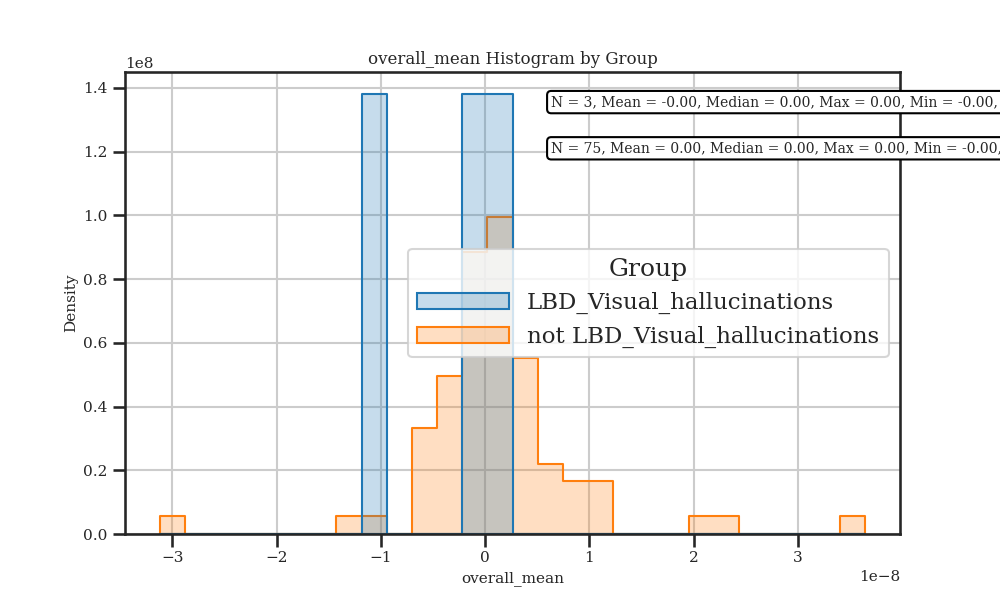 overall_mean Histogram by Group
1e8
N = 3, Mean = -0.00, Median = 0.00, Max = 0.00, Min = -0.00,
N = 75, Mean = 0.00, Median = 0.00, Max = 0.00, Min = -0.00,
Group
LBD_Visual_hallucinations
not LBD_Visual_hallucinations
Density
1.4
1.2
1.0
0.8
0.6
0.4
0.2
0.0
−3 −2 −1 0 1 2 3
1e−8
overall_mean